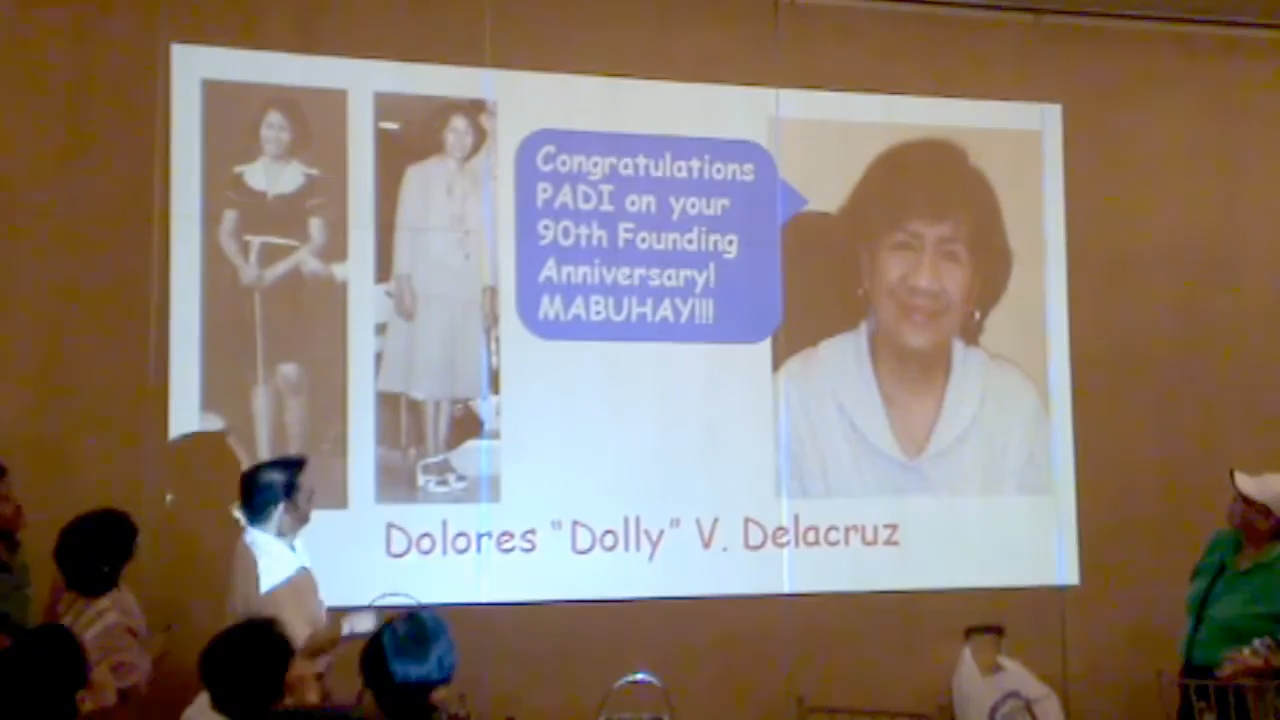 Congratulations
PADI on your
90th Founding
Anniversary!
MABUHAY!!!
Dolores “Dolly” V. Delacruz